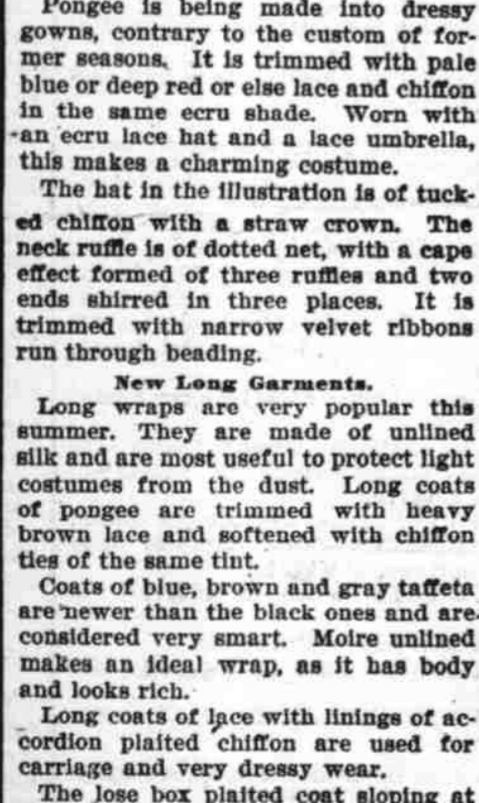 Pongee is being made into dressy
gowns, contrary to the custom of for-
mer seasons. It is trimmed with pale
blue or deep red or else lace and chiffon
in the same ecru shade. Worn with
an ecru lace hat and a lace umbrella,
this makes a charming costume.
The hat in the illustration is of tuck-
ed chiffon with a straw crown. The
neck ruffle is of dotted net, with a cape
effect formed of three ruffles and two
ends shirred in three places. It is
trimmed with narrow velvet ribbons
run through beading.
New Long Garments.
Long wraps are very popular this
summer. They are made of unlined
silk and are most useful to protect light
costumes from the dust. Long coats
of pongee are trimmed with heavy
brown lace and softened with chiffon
ties of the same tint.
Coats of blue, brown and gray taffeta
are newer than the black ones and are
considered very smart. Moire unlined
makes an ideal wrap, as it has body
and looks rich.
Long coats of lace with linings of ac-
cordion plaited chiffon are used for
carriage and very dressy wear.
The lose box plaited coat sloping at